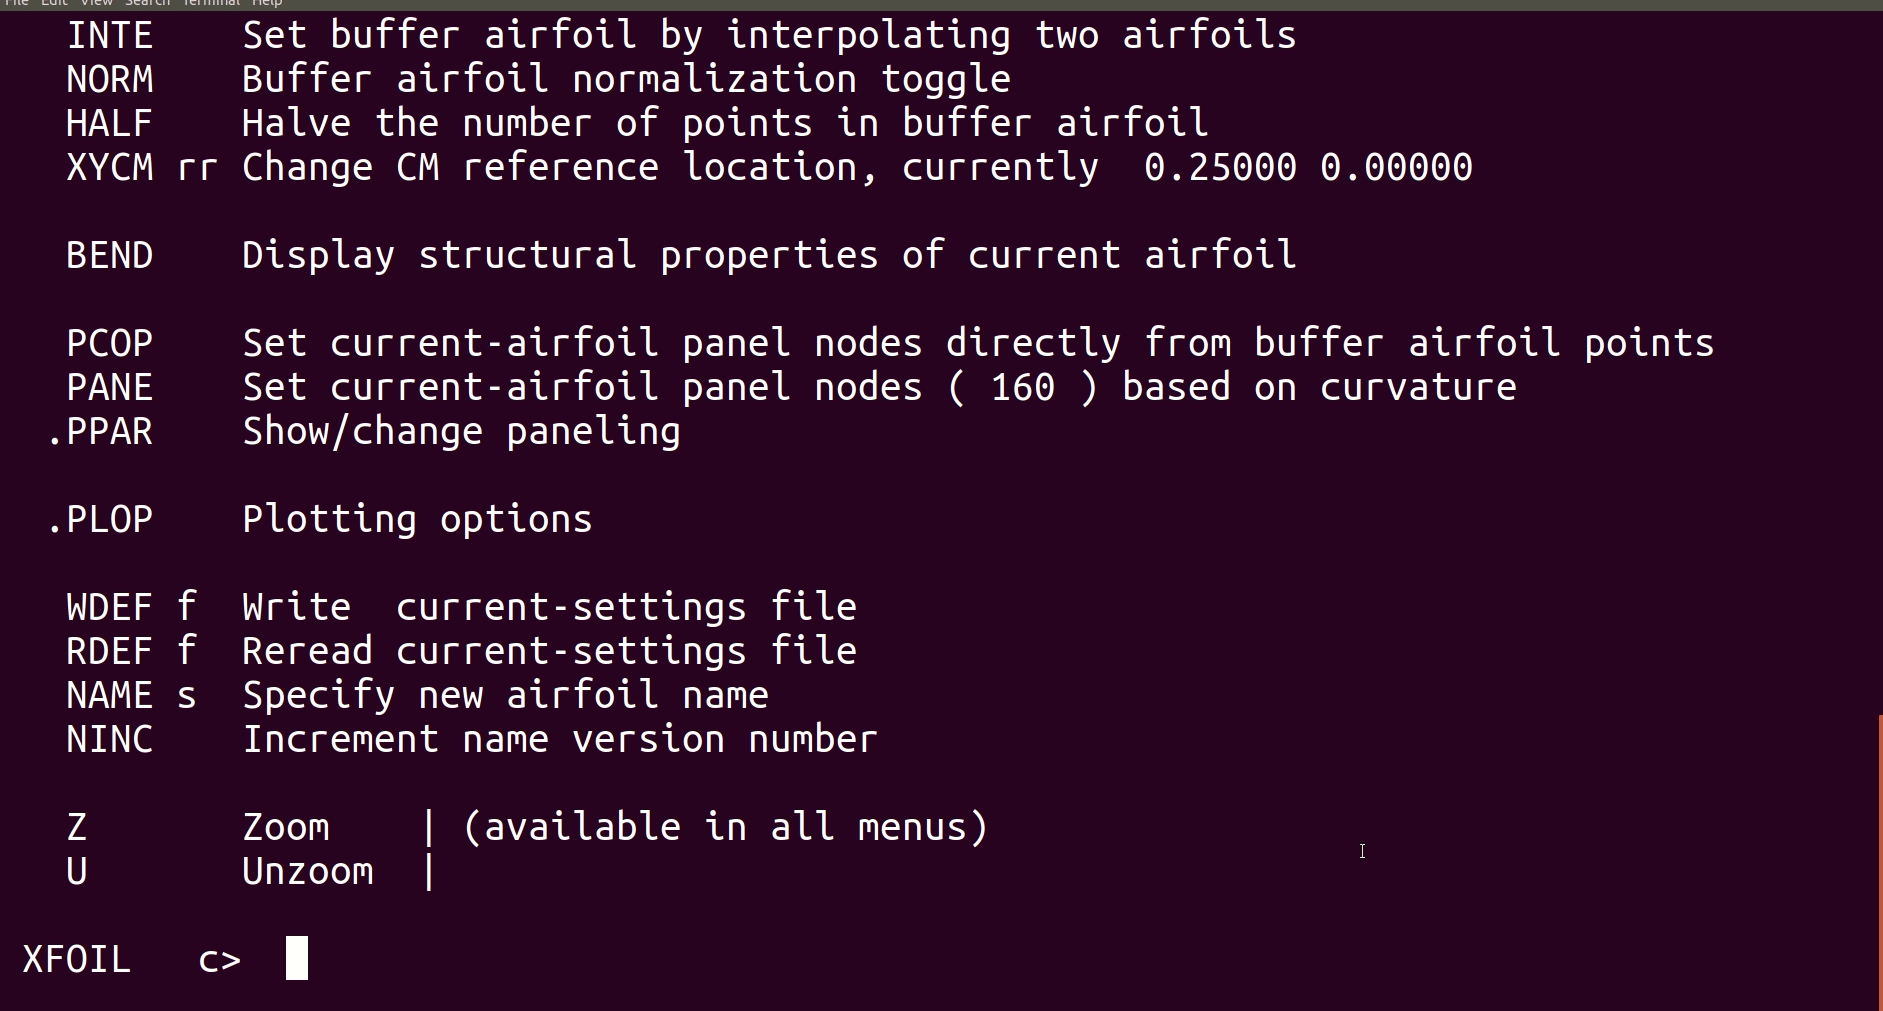 File Edit View Search Terminal Help
INTE    Set buffer airfoil by interpolating two airfoils
NORM    Buffer airfoil normalization toggle
HALF    Halve the number of points in buffer airfoil
XYCM rr Change CM reference location, currently  0.25000 0.00000
BEND    Display structural properties of current airfoil
PCOP    Set current-airfoil panel nodes directly from buffer airfoil points
PANE    Set current-airfoil panel nodes ( 160 ) based on curvature
.PPAR    Show/change paneling
.PLOP    Plotting options
WDEF f  Write  current-settings file
RDEF f  Reread current-settings file
NAME s  Specify new airfoil name
NINC    Increment name version number
Z       Zoom    | (available in all menus)
U       Unzoom  |
XFOIL   c>